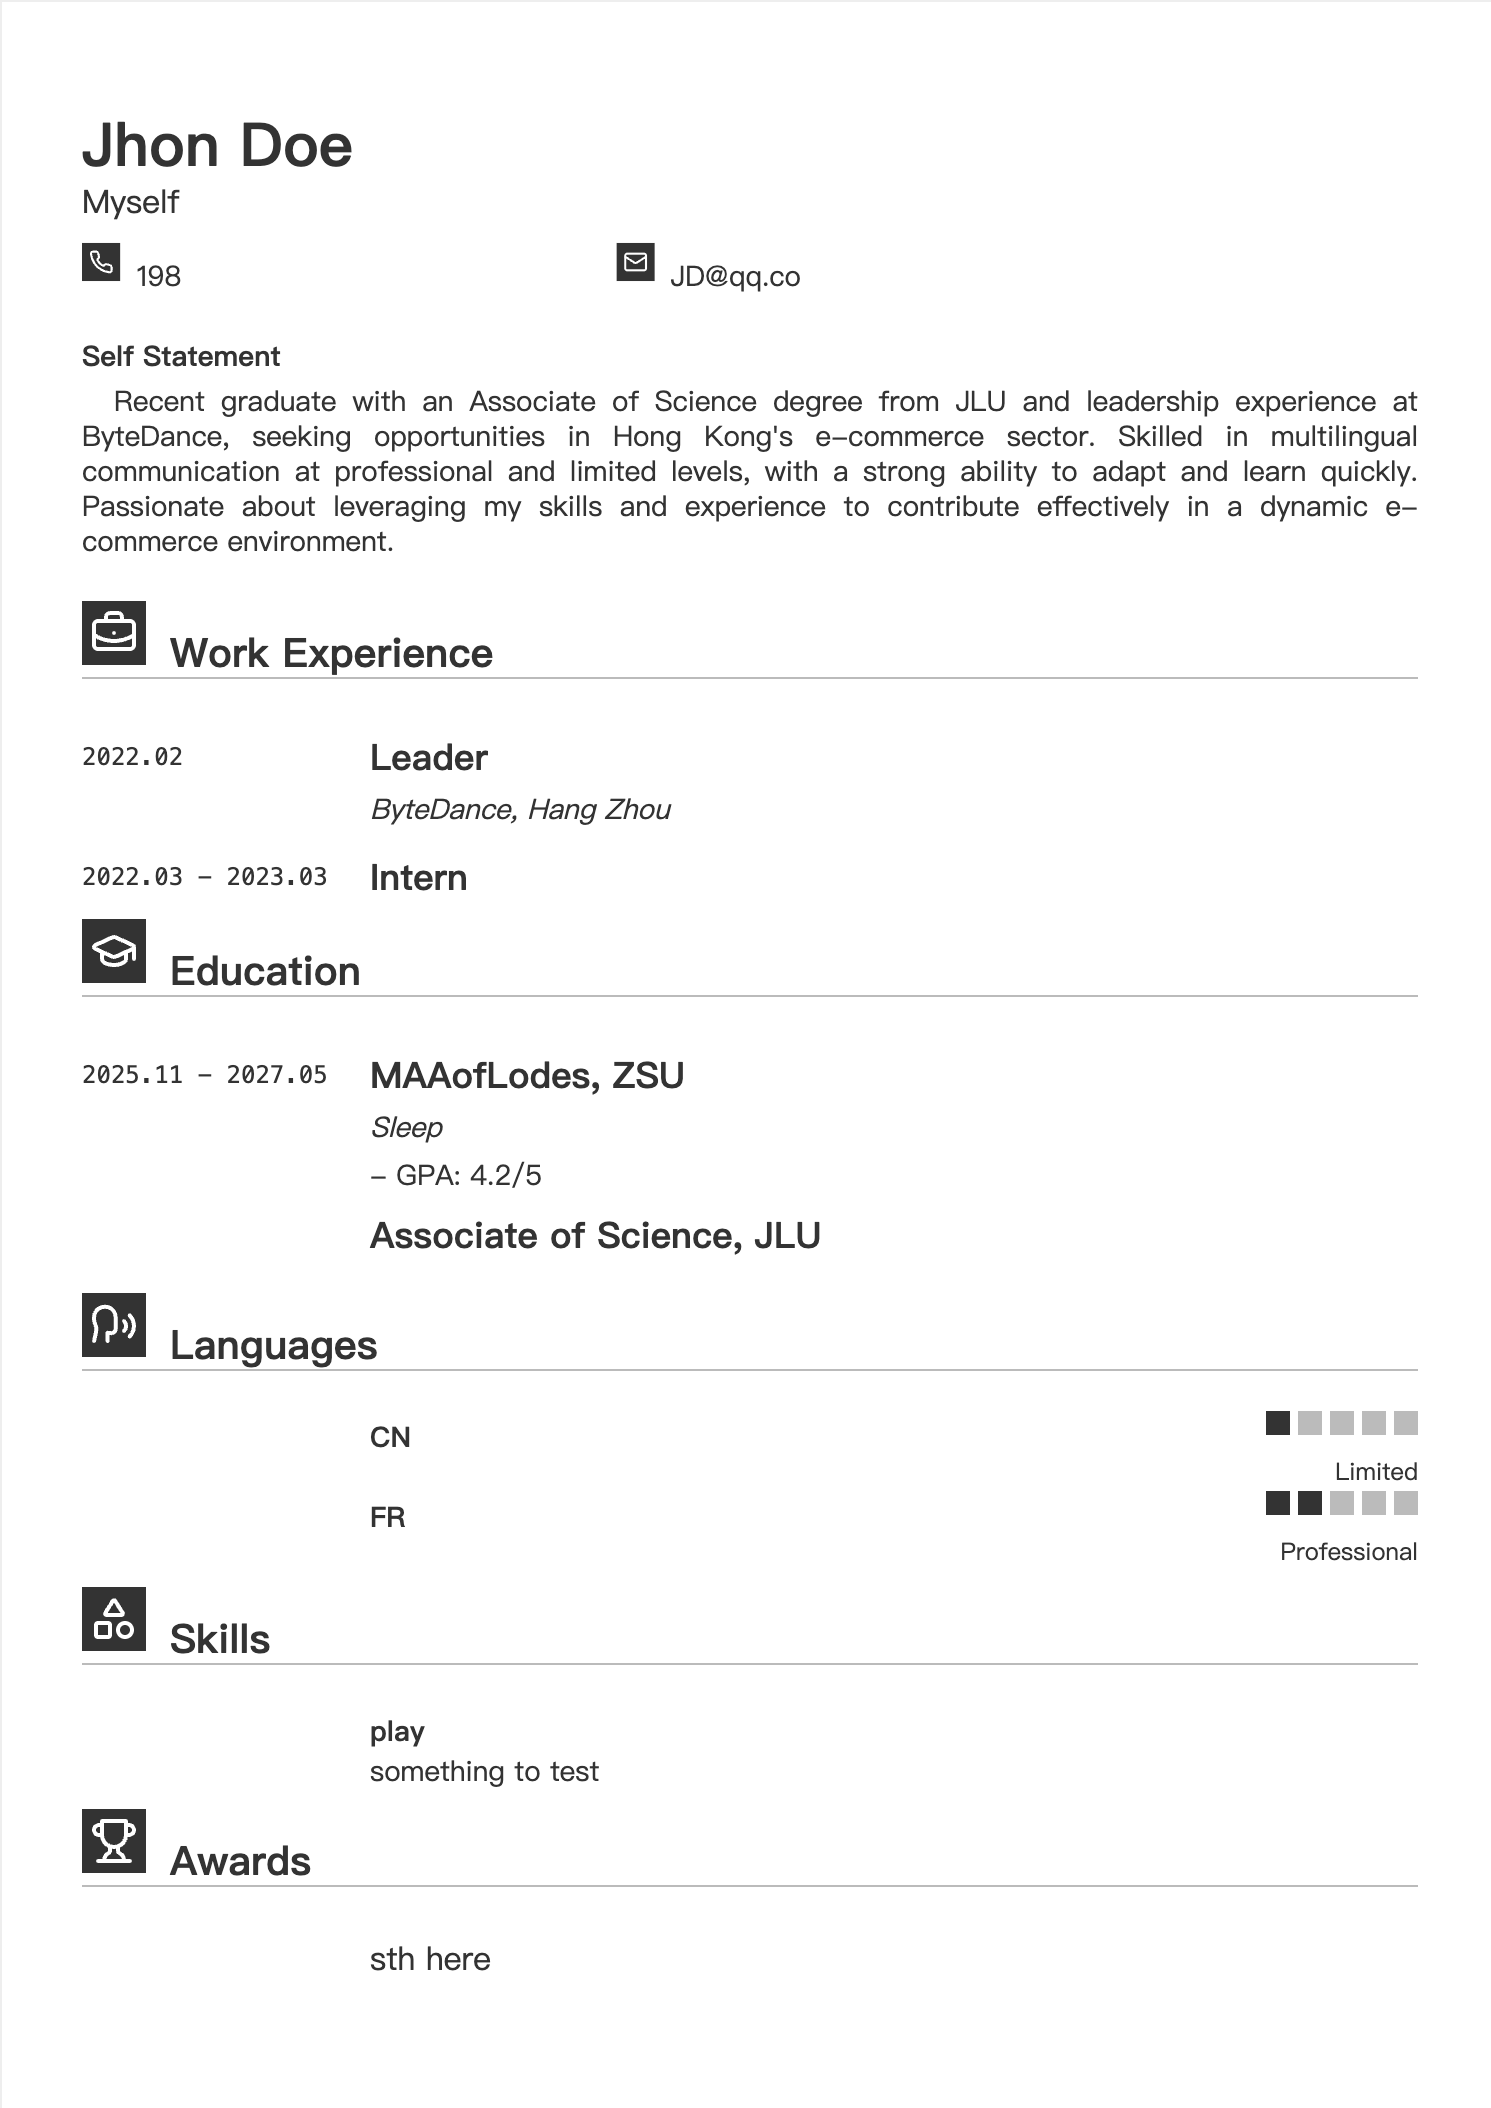 Jhon Doe
Myself
198
JD@qq.co
Self Statement
Recent graduate with an Associate of Science degree from JLU and leadership experience at
ByteDance, seeking opportunities in Hong Kong's e-commerce sector. Skilled in multilingual
communication at professional and limited levels, with a strong ability to adapt and learn quickly.
Passionate about leveraging my skills and experience to contribute effectively in a dynamic e-
commerce environment.
Work Experience
2022.02 Leader
ByteDance, Hang Zhou
2022.03 - 2023.03 Intern
Education
2025.11 - 2027.05 MAAofLodes, ZSU
Sleep
- GPA: 4.2/5
Associate of Science, JLU
Languages
CN
Limited
FR
Professional
Skills
play
something to test
Awards
sth here